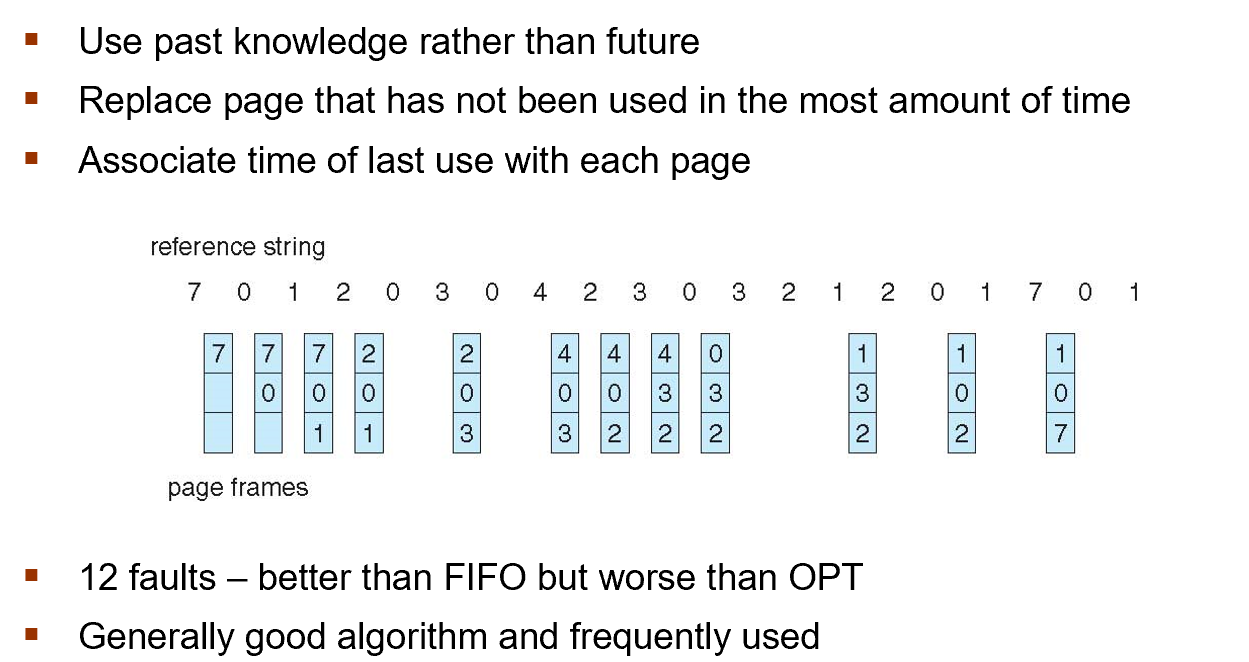 ▪ Use past knowledge rather than future
▪ Replace page that has not been used in the most amount of time
▪ Associate time of last use with each page
reference string
7 0 1 2 0 3 0 4 2 3 0 3 2 1 2 0 1 7 0 1
7 7 7 2 2 4 4 4 0 1 1 1
0 0 0 0 0 0 3 3 3 0 0
1 1 3 3 2 2 2 2 2 7
page frames
▪ 12 faults – better than FIFO but worse than OPT
▪ Generally good algorithm and frequently used